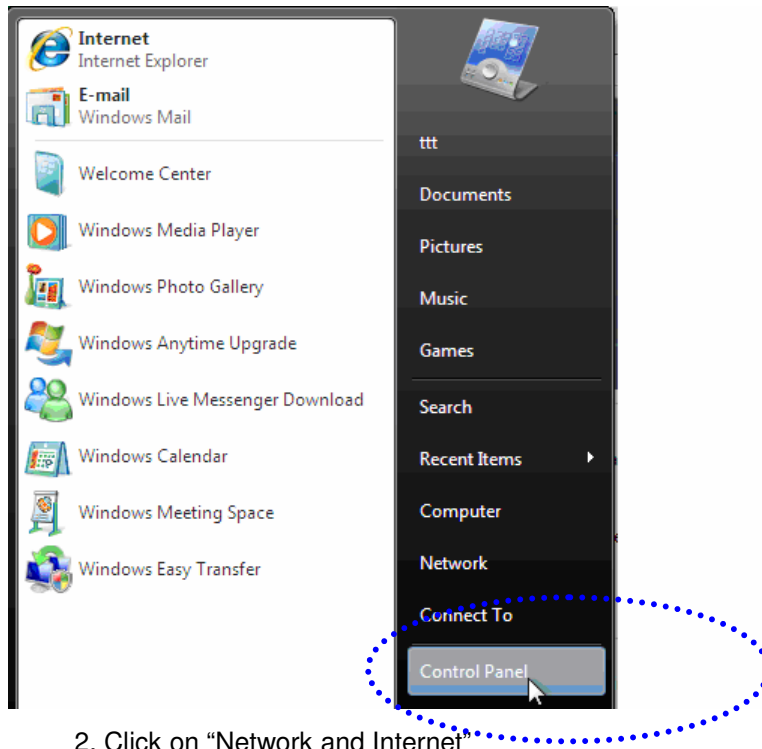 Internet
Internet Explorer
E-mail
Windows Mail
Welcome Center
Windows Media Player
Windows Photo Gallery
Windows Anytime Upgrade
Windows Live Messenger Download
Windows Calendar
Windows Meeting Space
Windows Easy Transfer
ttt
Documents
Pictures
Music
Games
Search
Recent Items
Computer
Network
Connect To
Control Panel
2. Click on “Network and Internet”